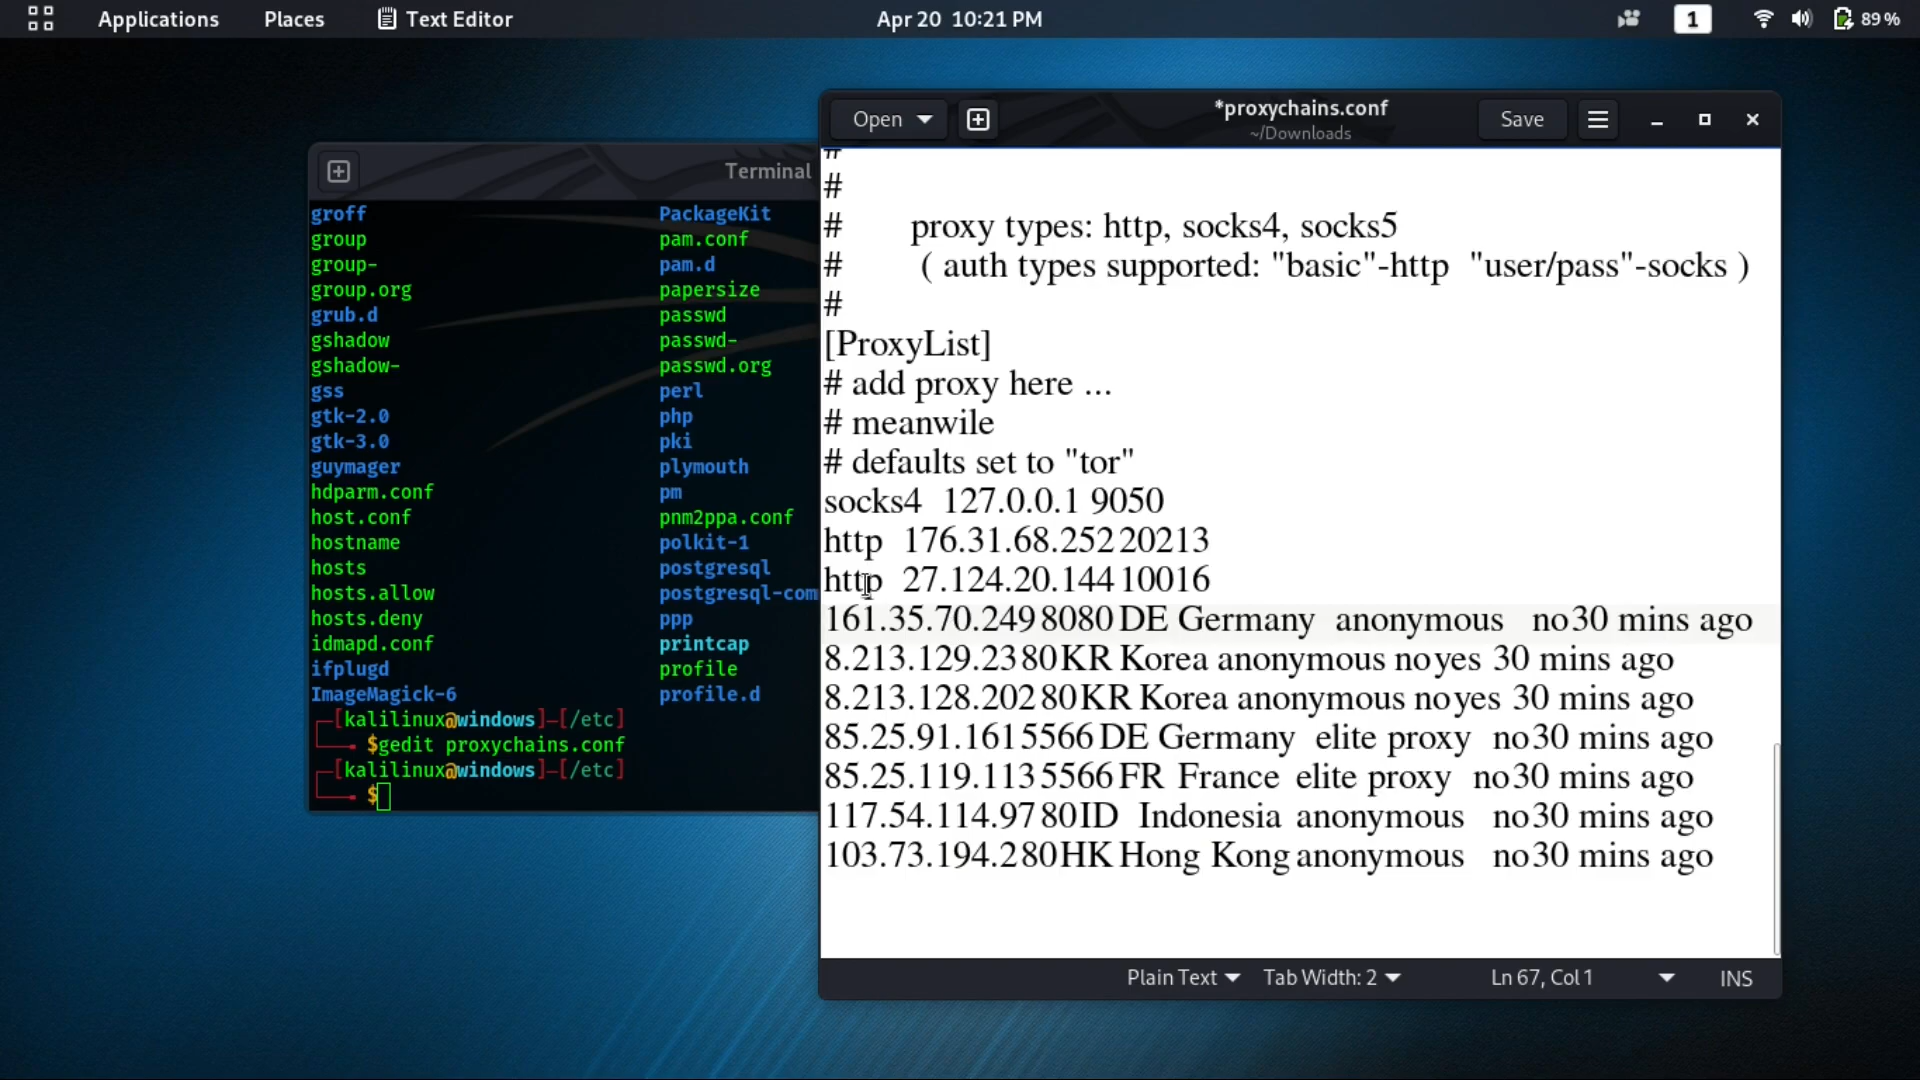 Applications Places Text Editor Apr 20 10:21 PM 1 89 %
Terminal
groff PackageKit
group pam.conf
group- pam.d
group.org papersize
grub.d passwd
gshadow passwd-
gshadow- passwd.org
gss perl
gtk-2.0 php
gtk-3.0 pki
guymager plymouth
hdparm.conf pm
host.conf pnm2ppa.conf
hostname polkit-1
hosts postgresql
hosts.allow postgresql-com
hosts.deny ppp
idmapd.conf printcap
ifplugd profile
ImageMagick-6 profile.d
[kalilinux@windows]-[/etc]
$gedit proxychains.conf
[kalilinux@windows]-[/etc]
$
Open *proxychains.conf Save
~/Downloads
#
#
# proxy types: http, socks4, socks5
# ( auth types supported: "basic"-http "user/pass"-socks )
#
[ProxyList]
# add proxy here ...
# meanwile
# defaults set to "tor"
socks4 127.0.0.1 9050
http 176.31.68.252 20213
http 27.124.20.144 10016
161.35.70.249 8080 DE Germany anonymous no 30 mins ago
8.213.129.23 80 KR Korea anonymous no yes 30 mins ago
8.213.128.202 80 KR Korea anonymous no yes 30 mins ago
85.25.91.161 5566 DE Germany elite proxy no 30 mins ago
85.25.119.113 5566 FR France elite proxy no 30 mins ago
117.54.114.97 80 ID Indonesia anonymous no 30 mins ago
103.73.194.2 80 HK Hong Kong anonymous no 30 mins ago
Plain Text Tab Width: 2 Ln 67, Col 1 INS